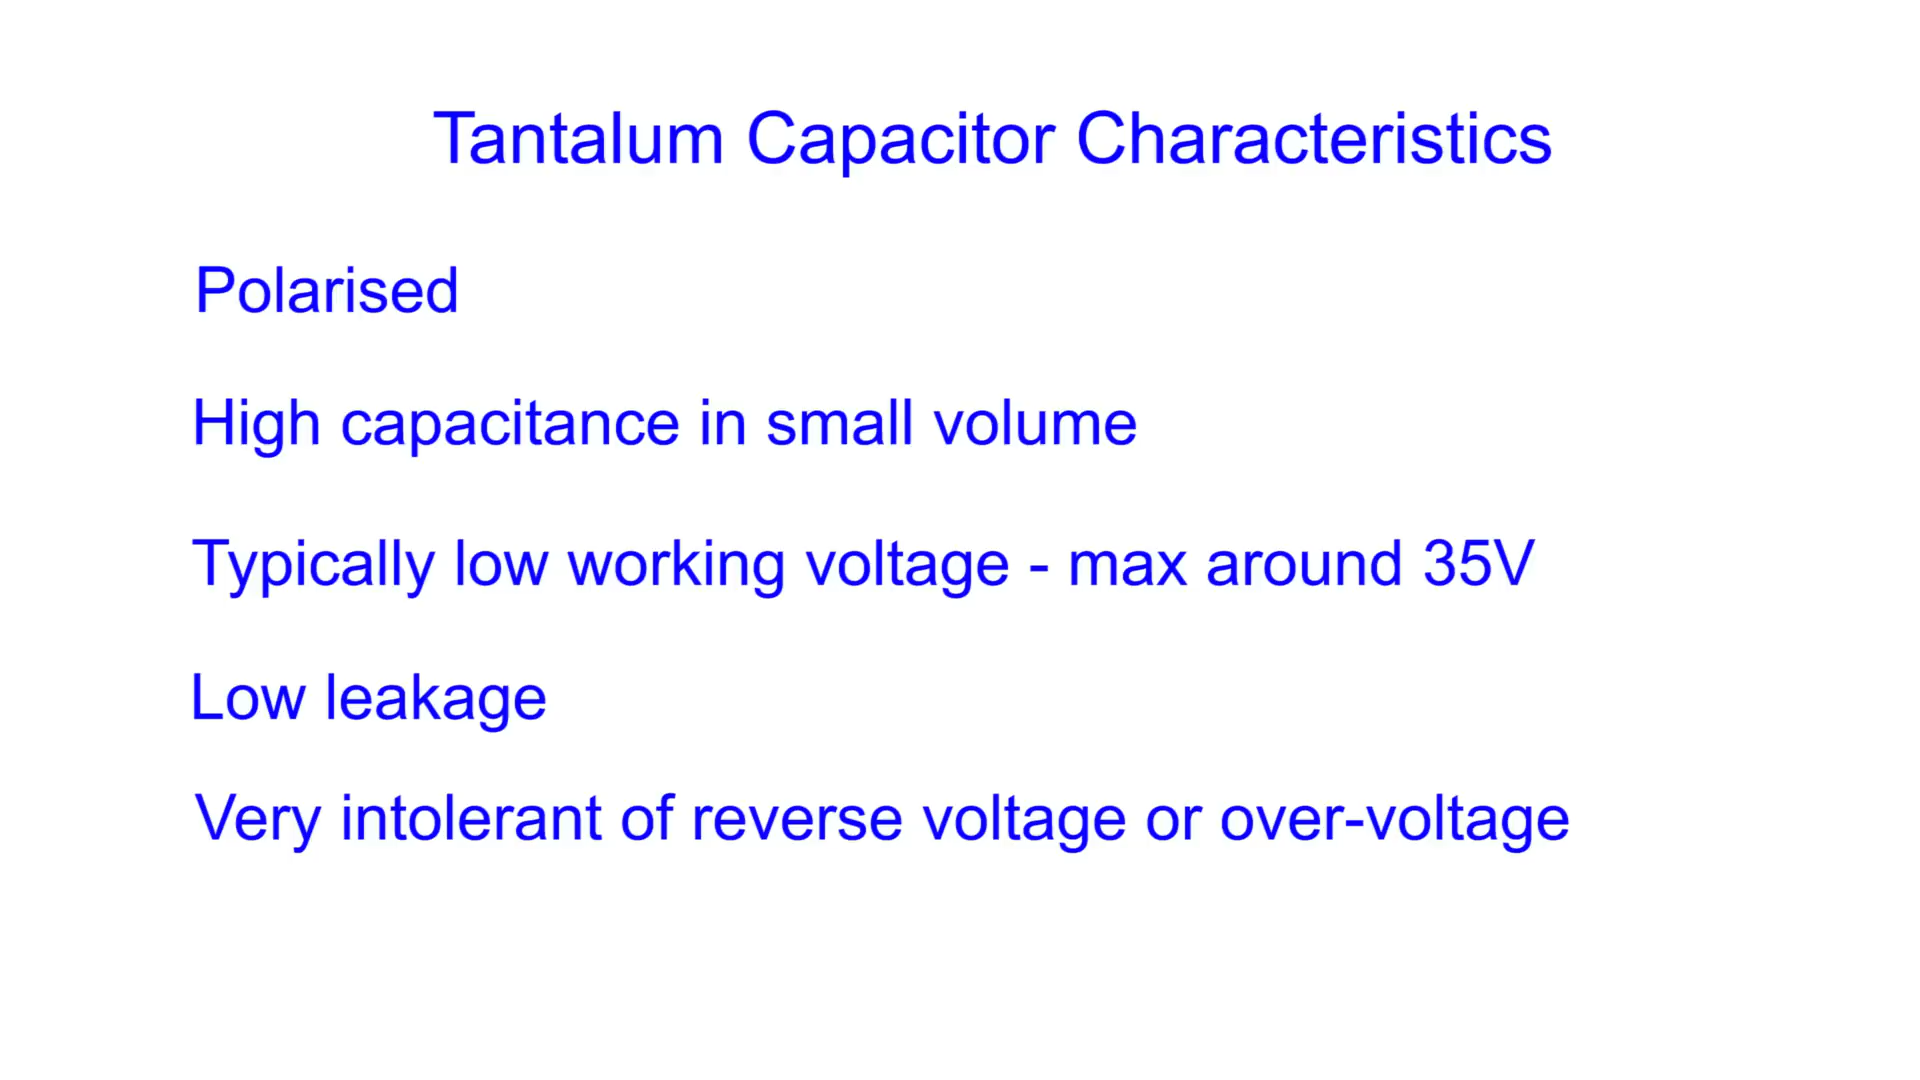 Tantalum Capacitor Characteristics
Polarised
High capacitance in small volume
Typically low working voltage - max around 35V
Low leakage
Very intolerant of reverse voltage or over-voltage